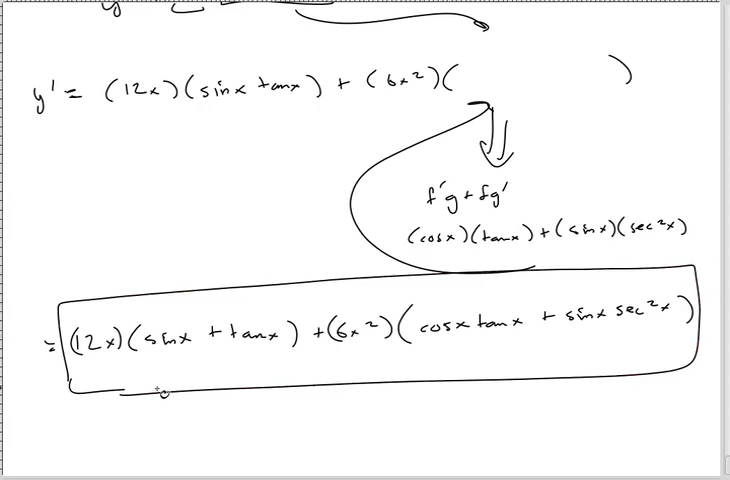 y' = (12x)(sinx tanx) + (6x²)( )
f'g + fg'
(cosx)(tanx) + (sinx)(sec²x)
= (12x)(sinx + tanx) + (6x²)(cosx tanx + sinx sec²x)